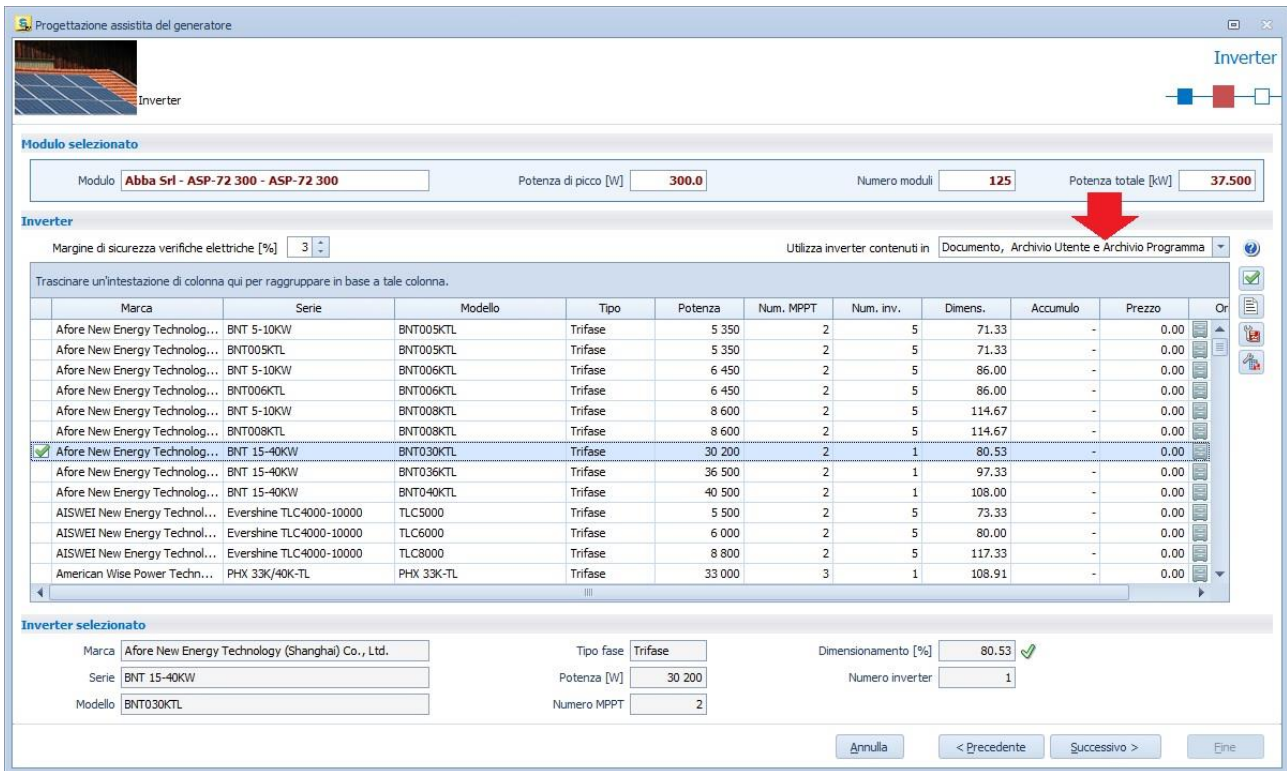 Progettazione assistita del generatore
Inverter
Inverter
Modulo selezionato
Modulo Abba Srl - ASP-72 300 - ASP-72 300 Potenza di picco [W] 300.0 Numero moduli 125 Potenza totale [kW] 37.500
Inverter
Margine di sicurezza verifiche elettriche [%] 3 Utilizza inverter contenuti in Documento, Archivio Utente e Archivio Programma
Trascinare un'intestazione di colonna qui per raggruppare in base a tale colonna.
Marca Serie Modello Tipo Potenza Num. MPPT Num. inv. Dimens. Accumulo Prezzo Or
Afore New Energy Technolog... BNT 5-10KW BNT005KTL Trifase 5 350 2 5 71.33 - 0.00
Afore New Energy Technolog... BNT005KTL BNT005KTL Trifase 5 350 2 5 71.33 - 0.00
Afore New Energy Technolog... BNT 5-10KW BNT006KTL Trifase 6 450 2 5 86.00 - 0.00
Afore New Energy Technolog... BNT006KTL BNT006KTL Trifase 6 450 2 5 86.00 - 0.00
Afore New Energy Technolog... BNT 5-10KW BNT008KTL Trifase 8 600 2 5 114.67 - 0.00
Afore New Energy Technolog... BNT008KTL BNT008KTL Trifase 8 600 2 5 114.67 - 0.00
Afore New Energy Technolog... BNT 15-40KW BNT030KTL Trifase 30 200 2 1 80.53 - 0.00
Afore New Energy Technolog... BNT 15-40KW BNT036KTL Trifase 36 500 2 1 97.33 - 0.00
Afore New Energy Technolog... BNT 15-40KW BNT040KTL Trifase 40 500 2 1 108.00 - 0.00
AISWEI New Energy Technol... Evershine TLC4000-10000 TLC5000 Trifase 5 500 2 5 73.33 - 0.00
AISWEI New Energy Technol... Evershine TLC4000-10000 TLC6000 Trifase 6 000 2 5 80.00 - 0.00
AISWEI New Energy Technol... Evershine TLC4000-10000 TLC8000 Trifase 8 800 2 5 117.33 - 0.00
American Wise Power Techn... PHX 33K/40K-TL PHX 33K-TL Trifase 33 000 3 1 108.91 - 0.00
Inverter selezionato
Marca Afore New Energy Technology (Shanghai) Co., Ltd. Tipo fase Trifase Dimensionamento [%] 80.53
Serie BNT 15-40KW Potenza [W] 30 200 Numero inverter 1
Modello BNT030KTL Numero MPPT 2
Annulla < Precedente Successivo > Fine